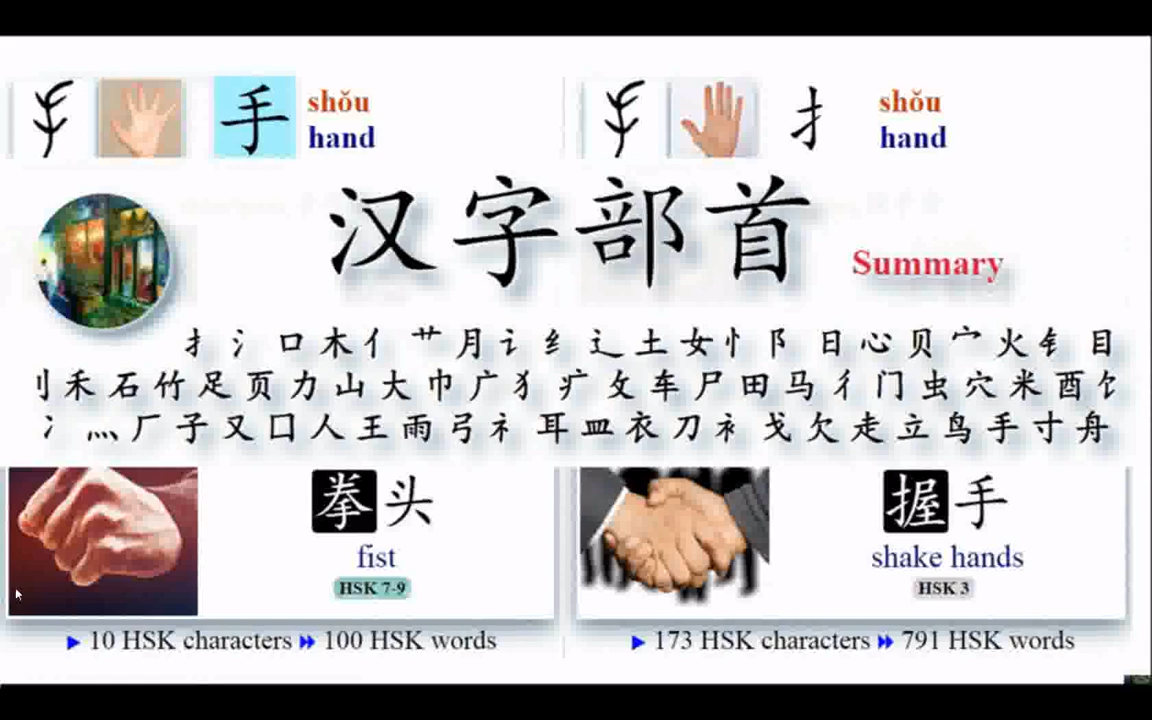 手 shǒu
hand
扌 shǒu
hand
汉字部首 Summary
扌氵口木亻艹月讠纟辶土女忄阝日心贝宀火钅目
刂禾石竹足页力山大巾广犭疒攵车尸田马彳门虫穴米酉饣
冫灬厂子又囗人王雨弓礻耳皿衣刀衤戈欠走立鸟手寸舟
拳头
fist
HSK 7-9
10 HSK characters 100 HSK words
握手
shake hands
HSK 3
173 HSK characters 791 HSK words